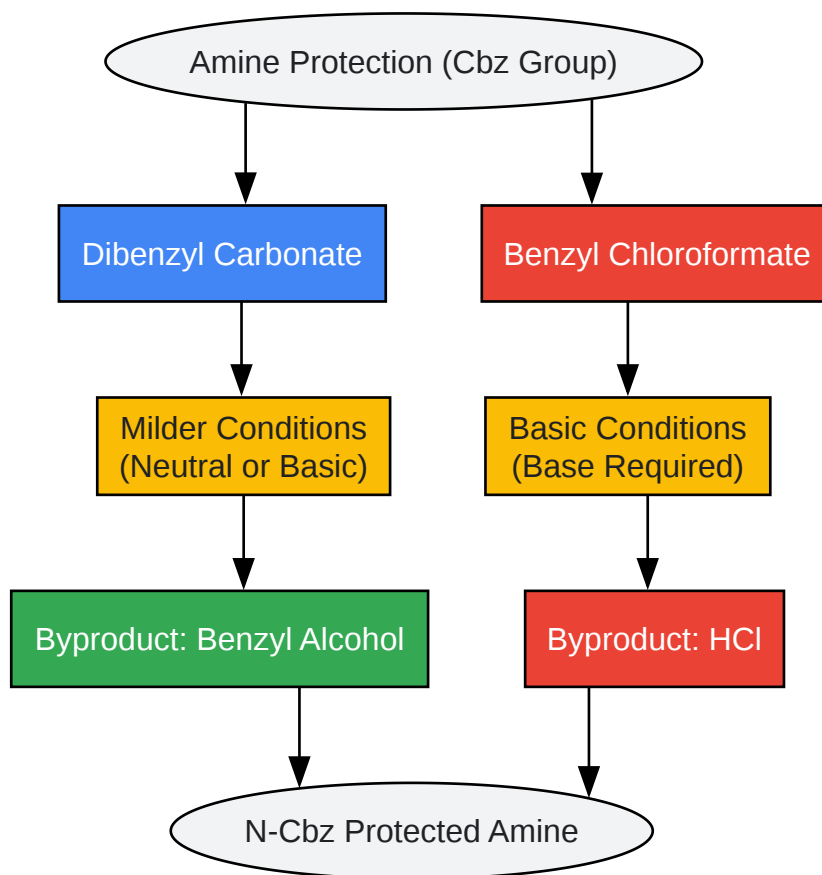 Amine Protection (Cbz Group)
Dibenzyl Carbonate
Benzyl Chloroformate
Milder Conditions
(Neutral or Basic)
Basic Conditions
(Base Required)
Byproduct: Benzyl Alcohol
Byproduct: HCl
N-Cbz Protected Amine